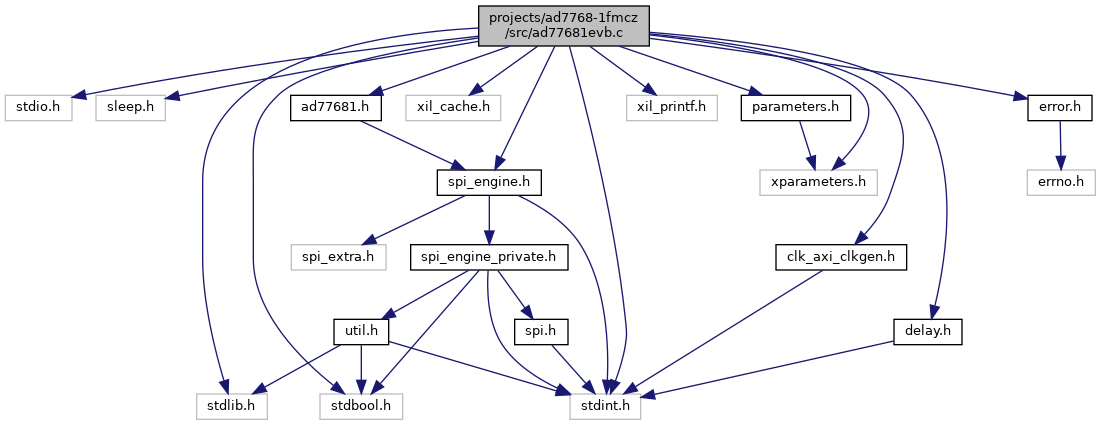 projects/ad7768-1fmcz
/src/ad77681evb.c
stdio.h
sleep.h
ad77681.h
xil_cache.h
xil_printf.h
parameters.h
error.h
spi_engine.h
xparameters.h
errno.h
spi_extra.h
spi_engine_private.h
clk_axi_clkgen.h
util.h
spi.h
delay.h
stdlib.h
stdbool.h
stdint.h